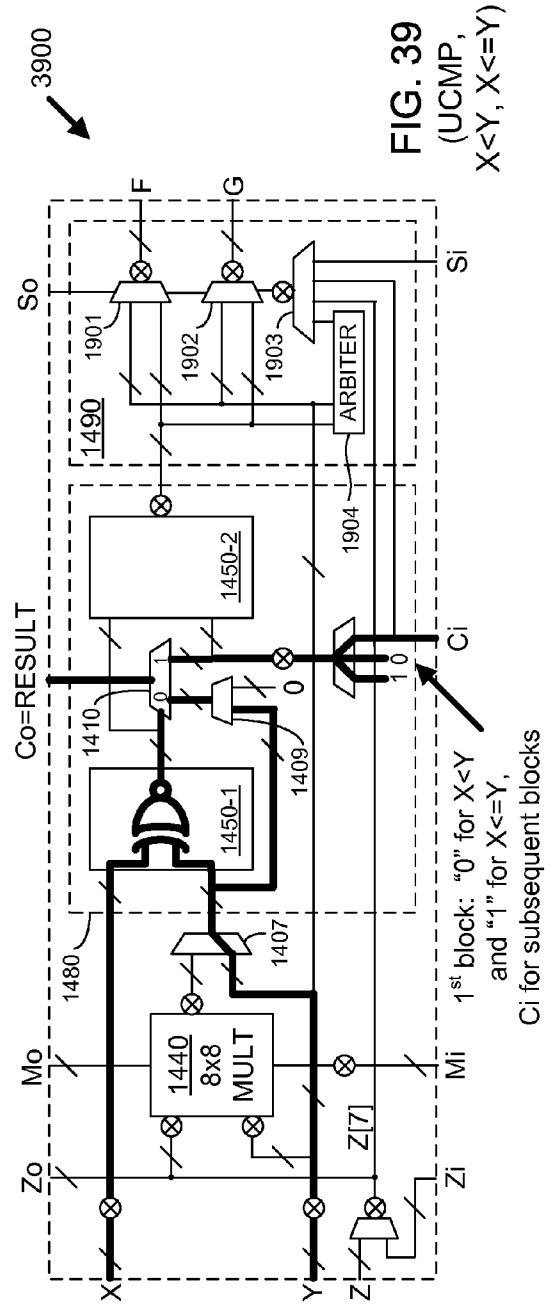 3900
FIG. 39
(UCMP,
X<Y, X<=Y)
So
F
G
Si
1901
1902
1903
1490
ARBITER
1904
Co=RESULT
1410
0
1
1450-2
1450-1
1409
0
1 0
Ci
1st block: "0" for X<Y
and "1" for X<=Y,
Ci for subsequent blocks
1480
1407
Mo
1440
8x8
MULT
Mi
Zo
Z[7]
Zi
X
Y
Z